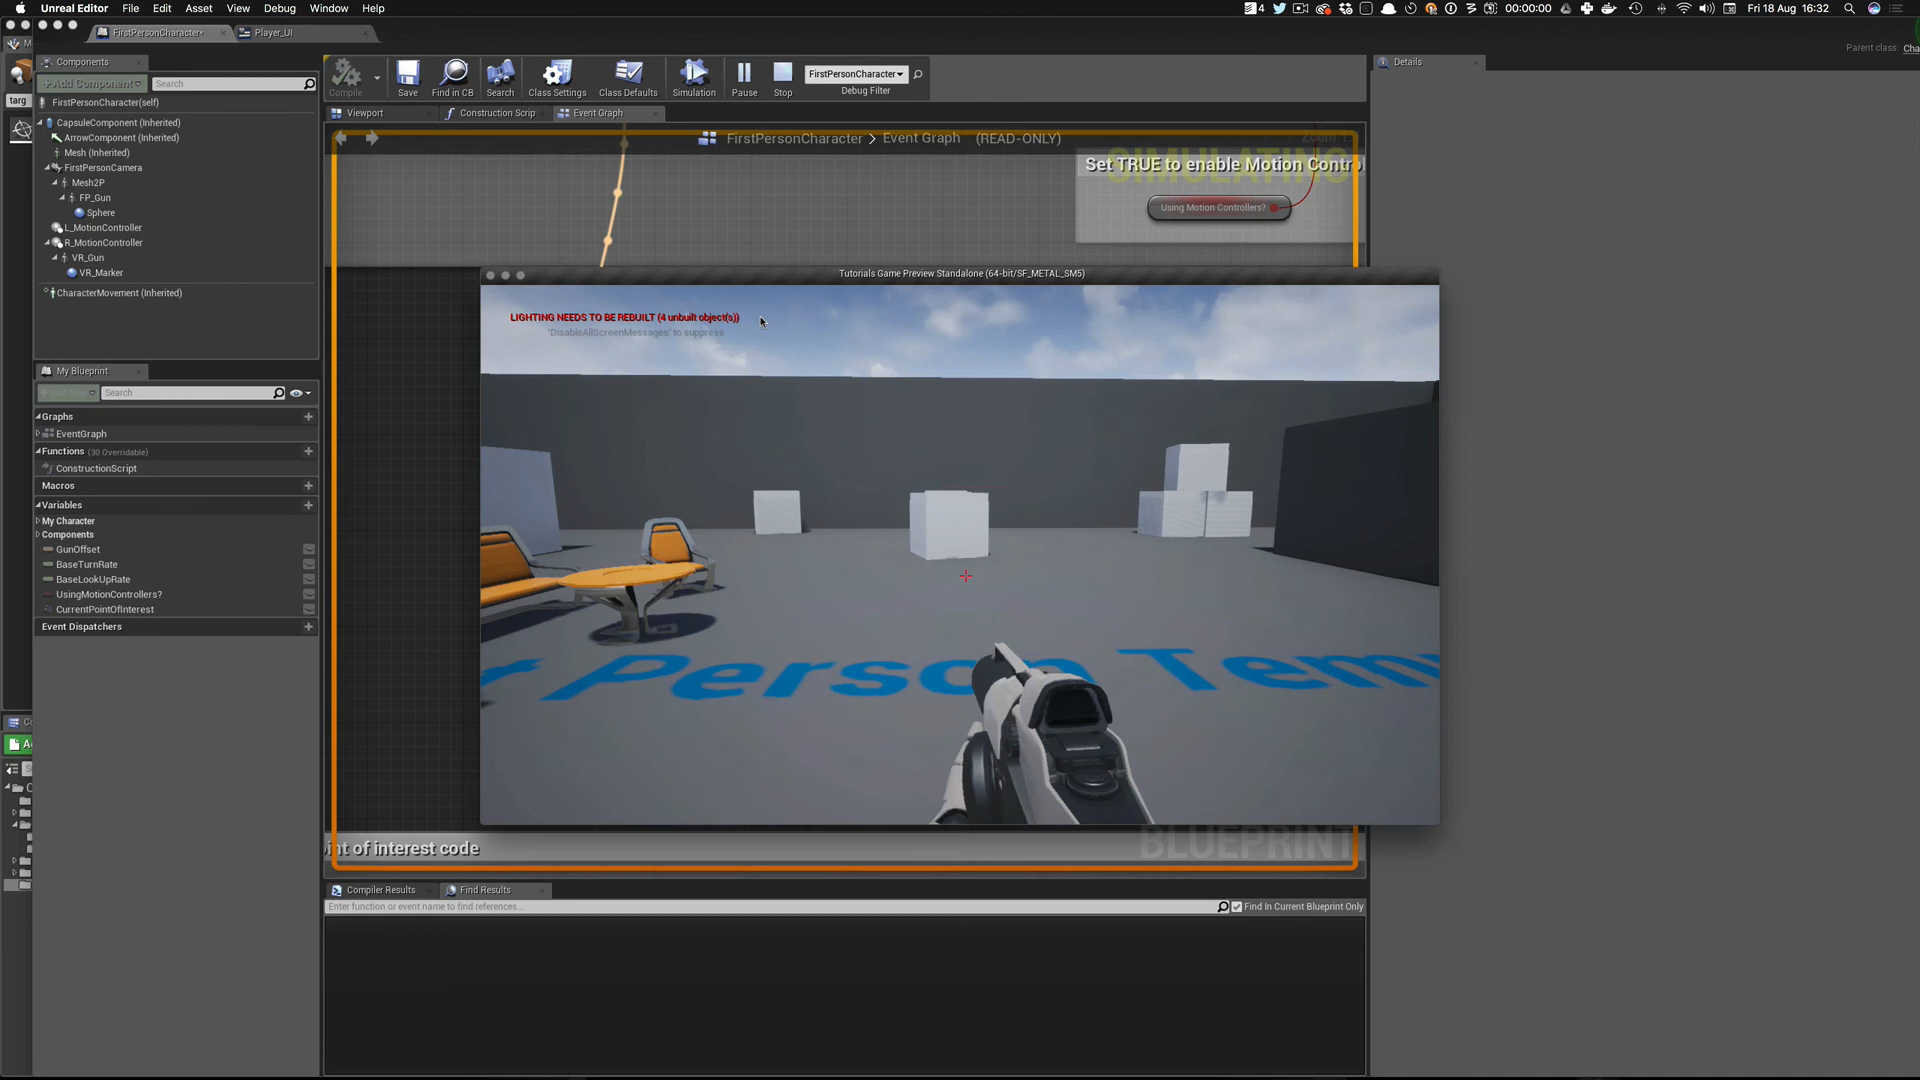 Unreal Editor File Edit Asset View Debug Window Help
4 00:00:00 Fri 18 Aug 16:32
FirstPersonCharacter• Player_UI
Parent class: Cha
Components
Details
+Add Component Search
Compile Save Find in CB Search Class Settings Class Defaults Simulation Pause Stop
FirstPersonCharacter
Debug Filter
targ
FirstPersonCharacter(self)
Viewport Construction Scrip Event Graph
CapsuleComponent (Inherited)
ArrowComponent (Inherited)
Mesh (Inherited)
FirstPersonCamera
Mesh2P
FP_Gun
Sphere
L_MotionController
R_MotionController
VR_Gun
VR_Marker
CharacterMovement (Inherited)
FirstPersonCharacter > Event Graph (READ-ONLY)
SIMULATING
Set TRUE to enable Motion Contro
Using Motion Controllers?
Tutorials Game Preview Standalone (64-bit/SF_METAL_SM5)
LIGHTING NEEDS TO BE REBUILT (4 unbuilt object(s))
'DisableAllScreenMessages' to suppress
Person Tem
My Blueprint
Search
Graphs
EventGraph
Functions (30 Overridable)
ConstructionScript
Macros
Variables
My Character
Components
GunOffset
BaseTurnRate
BaseLookUpRate
UsingMotionControllers?
CurrentPointOfInterest
Event Dispatchers
int of interest code
BLUEPRINT
Compiler Results Find Results
Enter function or event name to find references...
Find In Current Blueprint Only